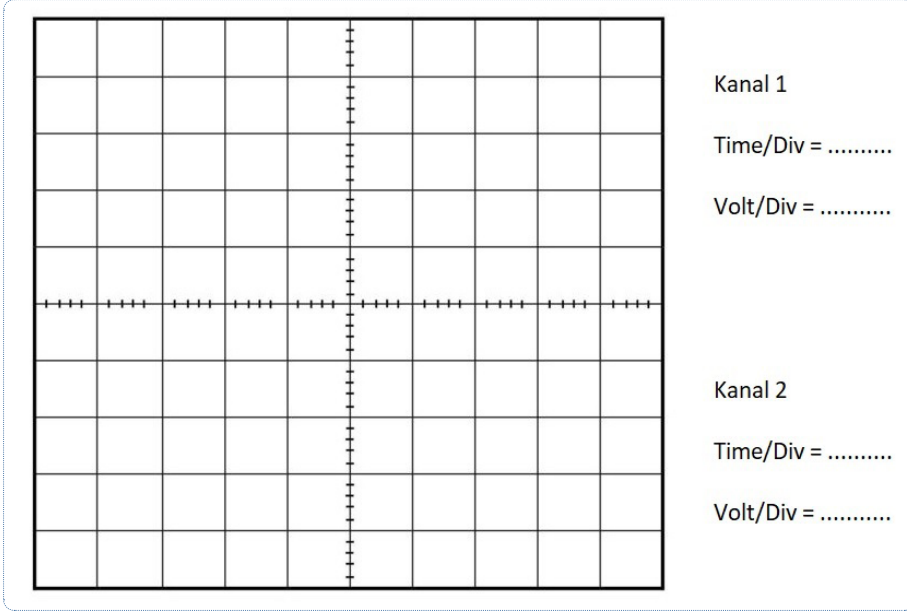 Kanal 1
Time/Div = ..........
Volt/Div = ...........
Kanal 2
Time/Div = ..........
Volt/Div = ...........